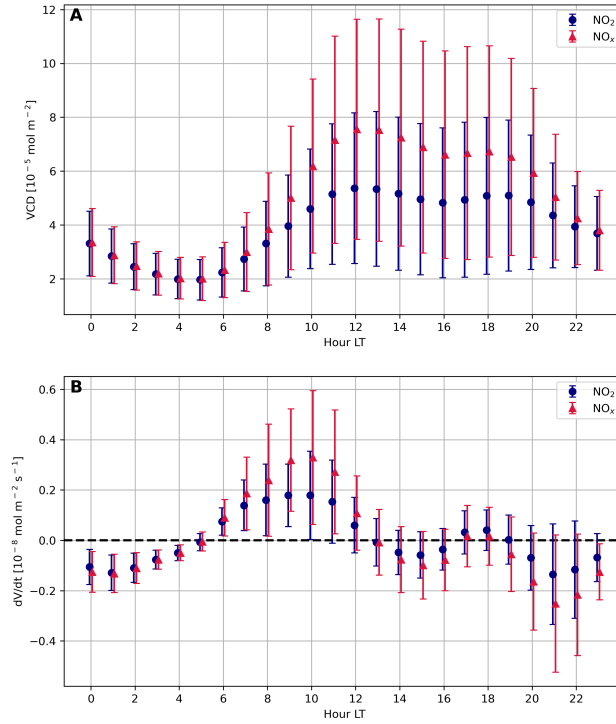 A
NO₂
NOₓ
12
10
8
6
4
2
VCD [10⁻⁵ mol m⁻²]
0 2 4 6 8 10 12 14 16 18 20 22
Hour LT
B
NO₂
NOₓ
0.6
0.4
0.2
0.0
−0.2
−0.4
dV/dt [10⁻⁸ mol m⁻² s⁻¹]
0 2 4 6 8 10 12 14 16 18 20 22
Hour LT